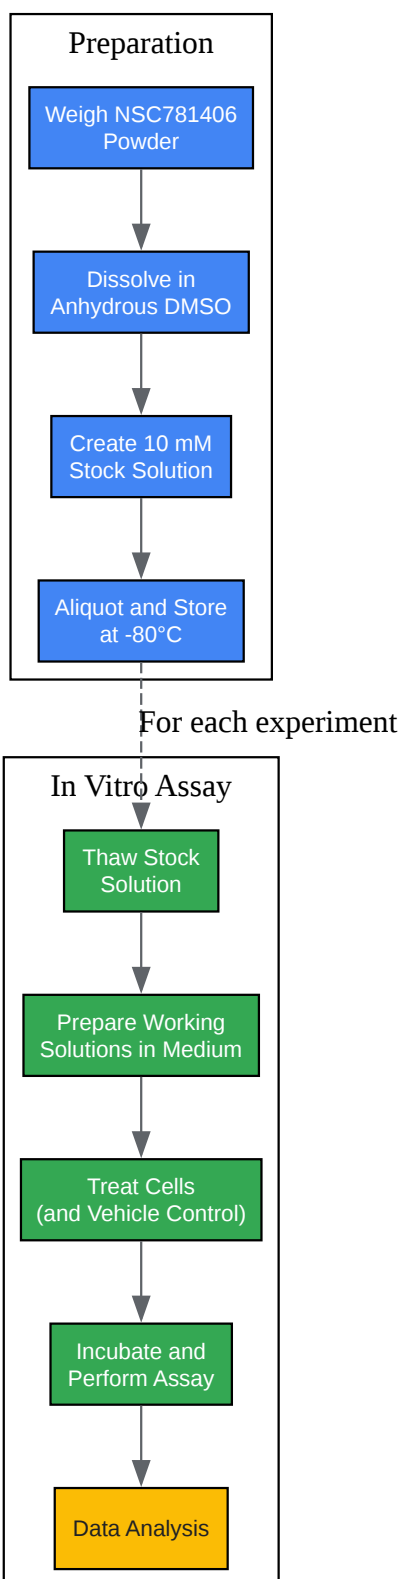 Preparation
Weigh NSC781406
Powder
Dissolve in
Anhydrous DMSO
Create 10 mM
Stock Solution
Aliquot and Store
at -80°C
For each experiment
In Vitro Assay
Thaw Stock
Solution
Prepare Working
Solutions in Medium
Treat Cells
(and Vehicle Control)
Incubate and
Perform Assay
Data Analysis